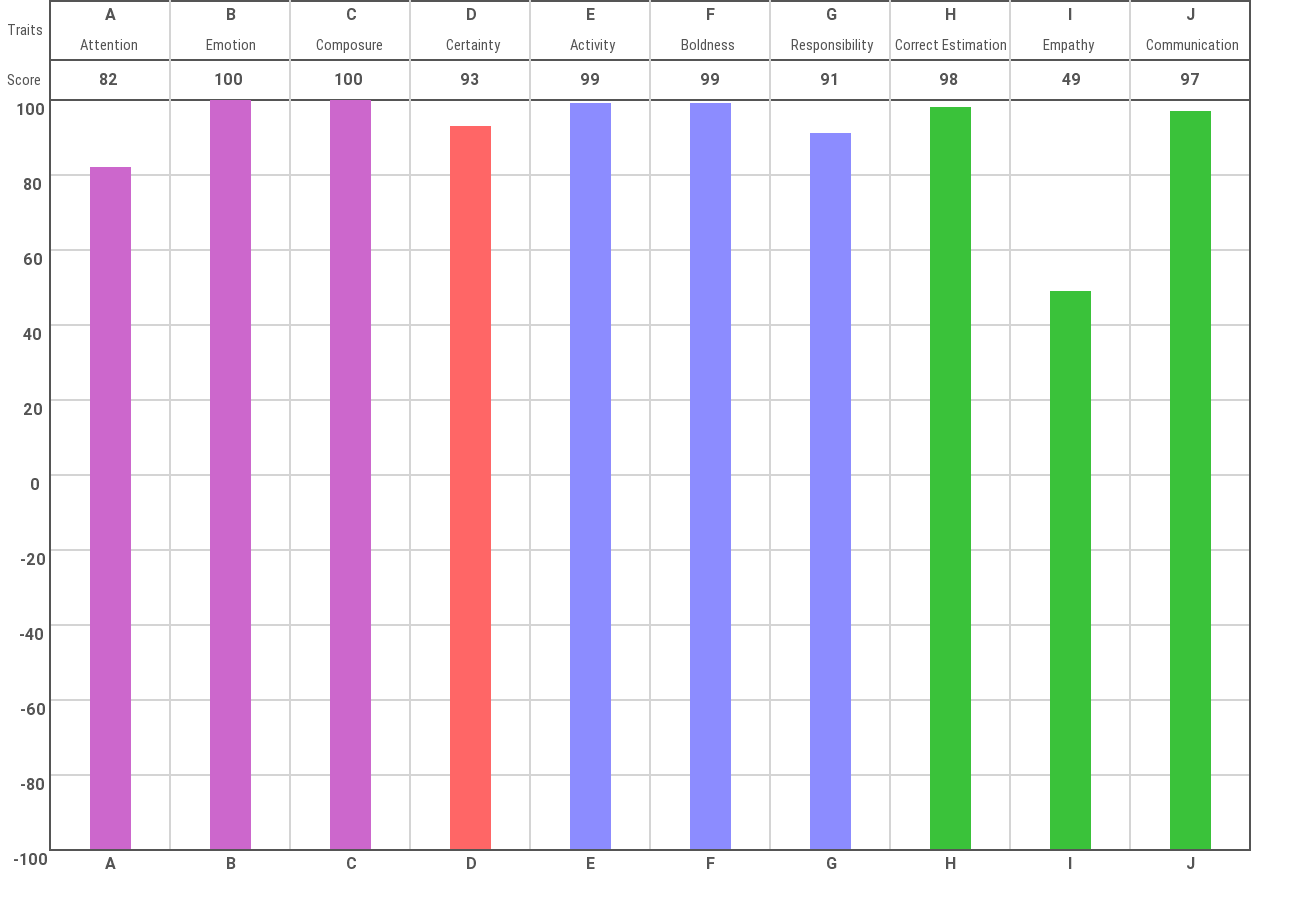 Traits
A B C D E F G H I J
Attention Emotion Composure Certainty Activity Boldness Responsibility Correct Estimation Empathy Communication
Score 82 100 100 93 99 99 91 98 49 97
100
80
60
40
20
0
-20
-40
-60
-80
-100
A B C D E F G H I J